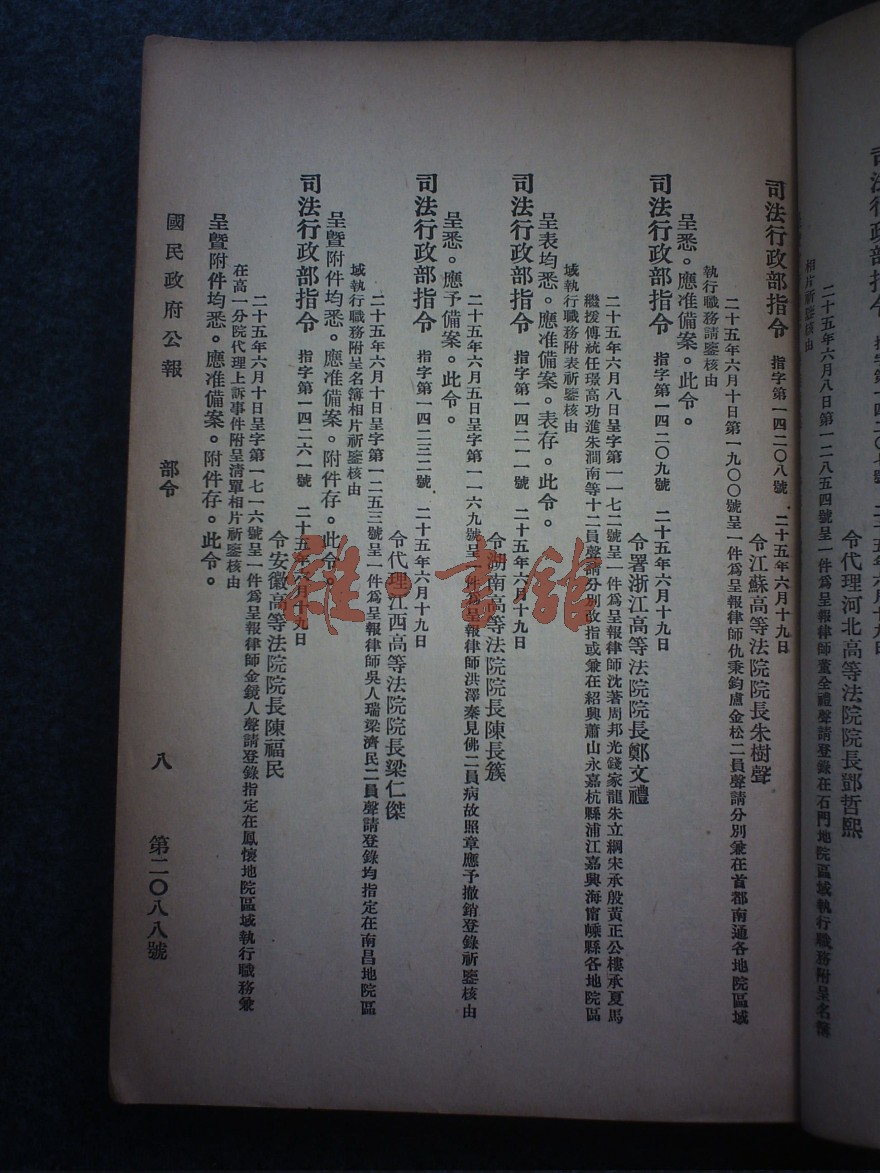 二十五年六月八日第一二八五四號呈一件爲呈報律師董全禮聲請登錄在石門地院區域執行職務附呈名簿
相片祈鑒核由
令代理河北高等法院院長鄧哲熙
司法行政部指令 指字第一四二〇八號 二十五年六月十九日
令江蘇高等法院院長朱樹聲
二十五年六月十日第一九〇〇號呈一件爲呈報律師仇秉鈞盧金松二員聲請分別兼在首都南通各地院區域
執行職務請鑒核由
呈悉。應准備案。此令。
司法行政部指令 指字第一四二〇九號 二十五年六月十九日
令署浙江高等法院院長鄭文禮
二十五年六月八日呈字第一一七二號呈一件爲呈報律師沈著周邦光錢家龍朱立綱宋承殷黃正公樓承夏馬
繼援傅統任璟高功進朱澗南等十二員聲請分別改指或兼在紹興蕭山永嘉杭縣浦江嘉興海甯嵊縣各地院區
域執行職務附表祈鑒核由
呈表均悉。應准備案。表存。此令。
司法行政部指令 指字第一四二一一號 二十五年六月十九日
令湖南高等法院院長陳長簇
二十五年六月五日呈字第一一六九號呈一件爲呈報律師洪澤秦見佛二員病故照章應予撤銷登錄祈鑒核由
呈悉。應予備案。此令。
司法行政部指令 指字第一四二三二號 二十五年六月十九日
令代理江西高等法院院長梁仁傑
二十五年六月十日呈字第一二五三號呈一件爲呈報律師吳人瑞梁濟民二員聲請登錄均指定在南昌地院區
域執行職務附呈名簿相片祈鑒核由
呈暨附件均悉。應准備案。附件存。此令。
司法行政部指令 指字第一四二六一號 二十五年六月十九日
令安徽高等法院院長陳福民
二十五年六月十日呈字第一七一六號呈一件爲呈報律師金鏡人聲請登錄指定在鳳懷地院區域執行職務兼
在高一分院代理上訴事件附呈清單相片祈鑒核由
呈暨附件均悉。應准備案。附件存。此令。
國民政府公報 部令 八 第二〇八八號
雜·書館